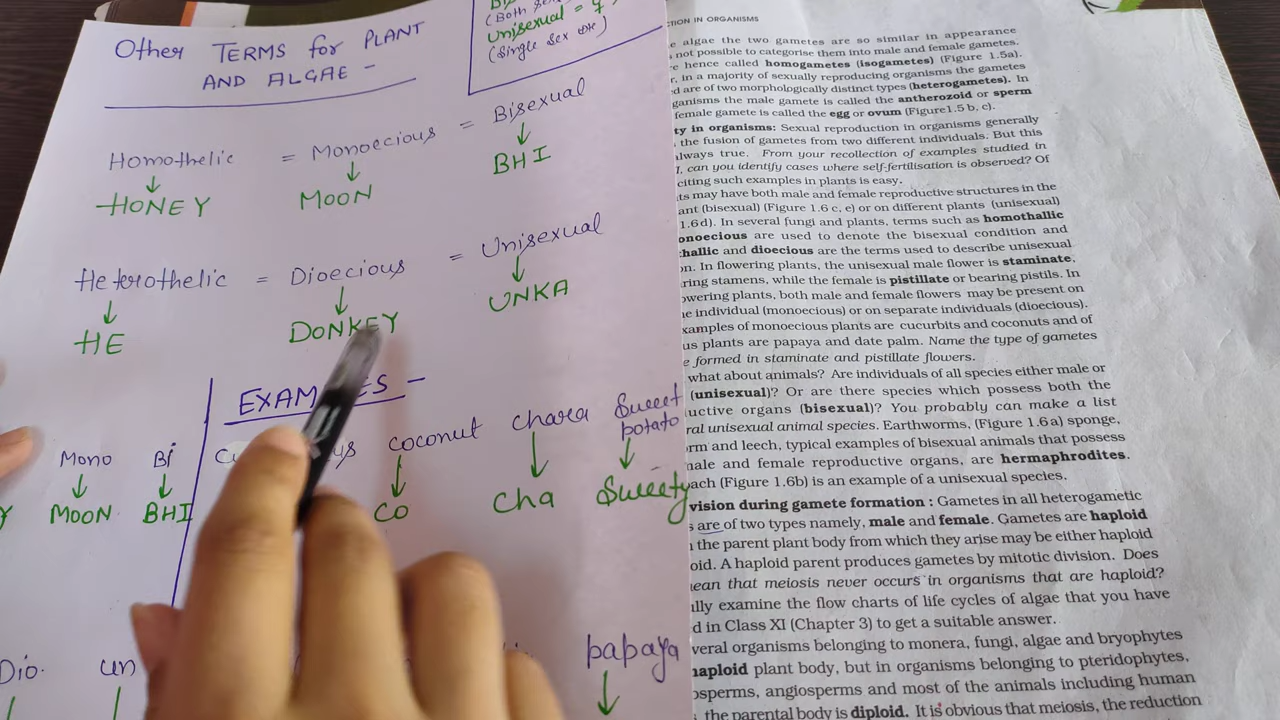 Other TERMS for PLANT
AND ALGAE -
(Both
Unisexual =
(Single Sex
Homothelic = Monoecious = Bisexual
HONEY MOON BHI
Heterothelic = Dioecious = Unisexual
HE DONKEY UNKA
EXAM ES -
Mono Bi coconut chara Sweet
potato
MOON BHI CO Cha Sweety
Dio. un papaya
TION IN ORGANISMS
algae the two gametes are so similar in appearance
not possible to categorise them into male and female gametes.
hence called homogametes (isogametes) (Figure 1.5a).
in a majority of sexually reproducing organisms the gametes
are of two morphologically distinct types (heterogametes). In
ganisms the male gamete is called the antherozoid or sperm
female gamete is called the egg or ovum (Figure1.5 b, c).
ty in organisms: Sexual reproduction in organisms generally
the fusion of gametes from two different individuals. But this
always true. From your recollection of examples studied in
I, can you identify cases where self-fertilisation is observed? Of
citing such examples in plants is easy.
ts may have both male and female reproductive structures in the
ant (bisexual) (Figure 1.6 c, e) or on different plants (unisexual)
1.6d). In several fungi and plants, terms such as homothallic
onoecious are used to denote the bisexual condition and
thallic and dioecious are the terms used to describe unisexual
on. In flowering plants, the unisexual male flower is staminate,
ring stamens, while the female is pistillate or bearing pistils. In
wering plants, both male and female flowers may be present on
e individual (monoecious) or on separate individuals (dioecious).
xamples of monoecious plants are cucurbits and coconuts and of
us plants are papaya and date palm. Name the type of gametes
e formed in staminate and pistillate flowers.
what about animals? Are individuals of all species either male or
(unisexual)? Or are there species which possess both the
uctive organs (bisexual)? You probably can make a list
ral unisexual animal species. Earthworms, (Figure 1.6a) sponge,
rm and leech, typical examples of bisexual animals that possess
male and female reproductive organs, are hermaphrodites.
ach (Figure 1.6b) is an example of a unisexual species.
vision during gamete formation : Gametes in all heterogametic
s are of two types namely, male and female. Gametes are haploid
the parent plant body from which they arise may be either haploid
oid. A haploid parent produces gametes by mitotic division. Does
ean that meiosis never occurs in organisms that are haploid?
lly examine the flow charts of life cycles of algae that you have
d in Class XI (Chapter 3) to get a suitable answer.
veral organisms belonging to monera, fungi, algae and bryophytes
haploid plant body, but in organisms belonging to pteridophytes,
osperms, angiosperms and most of the animals including human
the parental body is diploid. It is obvious that meiosis, the reduction